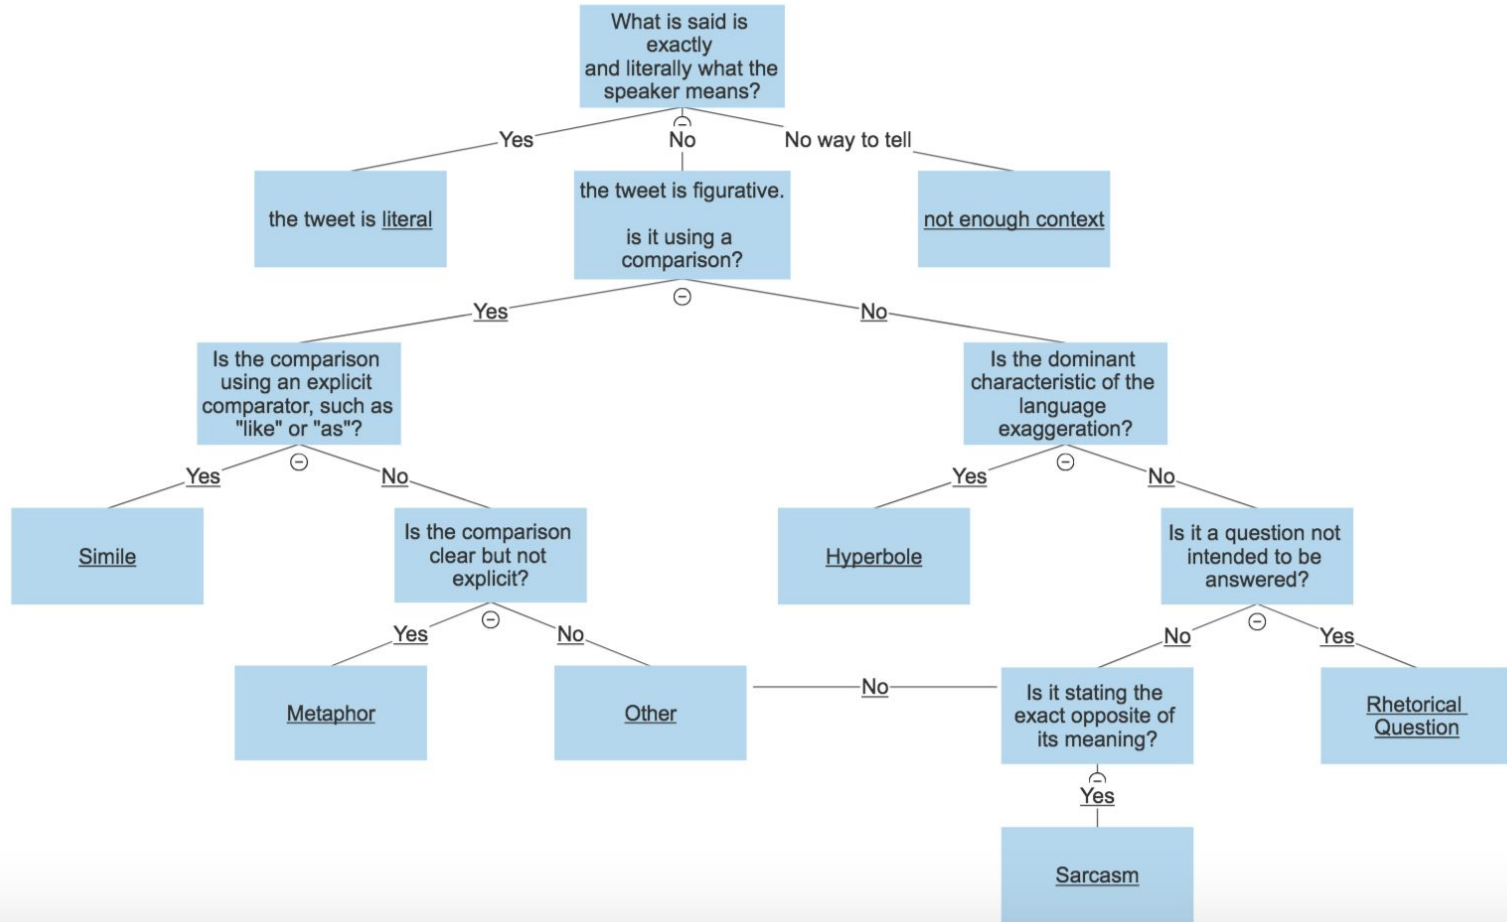 What is said is
exactly
and literally what the
speaker means?
Yes
No
No way to tell
the tweet is literal
the tweet is figurative.
is it using a
comparison?
not enough context
Yes
No
Is the comparison
using an explicit
comparator, such as
"like" or "as"?
Is the dominant
characteristic of the
language
exaggeration?
Yes
No
Yes
No
Simile
Is the comparison
clear but not
explicit?
Hyperbole
Is it a question not
intended to be
answered?
Yes
No
No
Yes
Metaphor
Other
No
Is it stating the
exact opposite of
its meaning?
Rhetorical
Question
Yes
Sarcasm